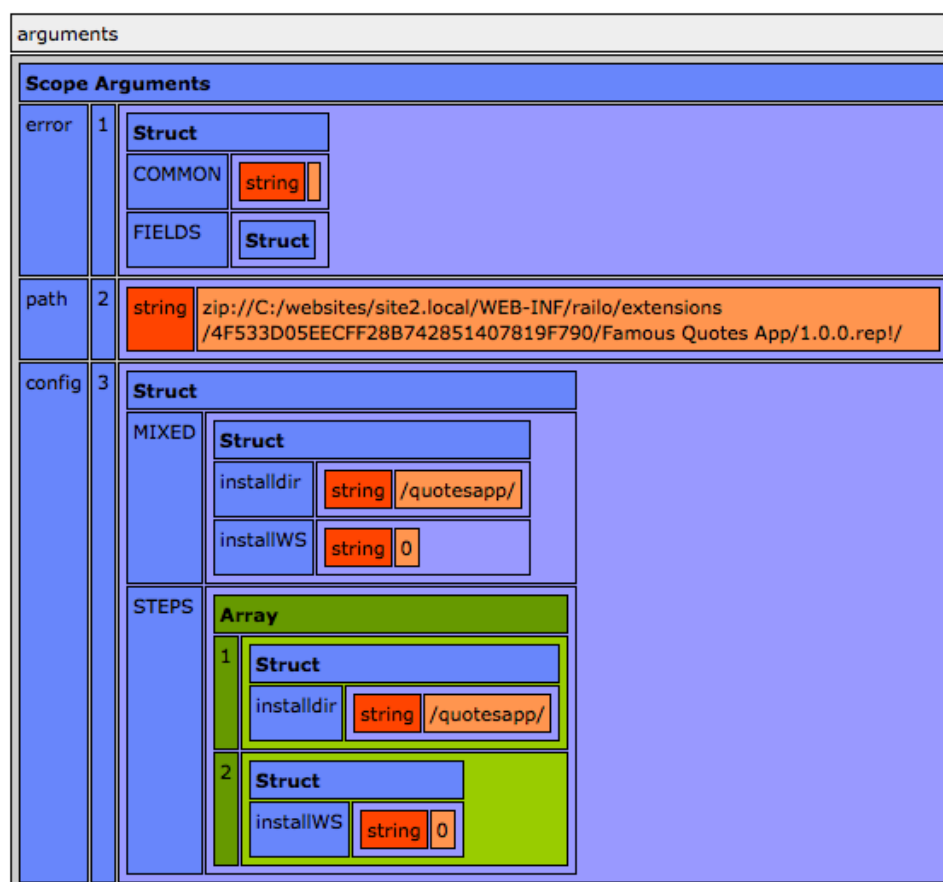 arguments
Scope Arguments
error 1 Struct
COMMON string
FIELDS Struct
path 2 string zip://C:/websites/site2.local/WEB-INF/railo/extensions
/4F533D05EECFF28B742851407819F790/Famous Quotes App/1.0.0.rep!/
config 3 Struct
MIXED Struct
installdir string /quotesapp/
installWS string 0
STEPS Array
1 Struct
installdir string /quotesapp/
2 Struct
installWS string 0